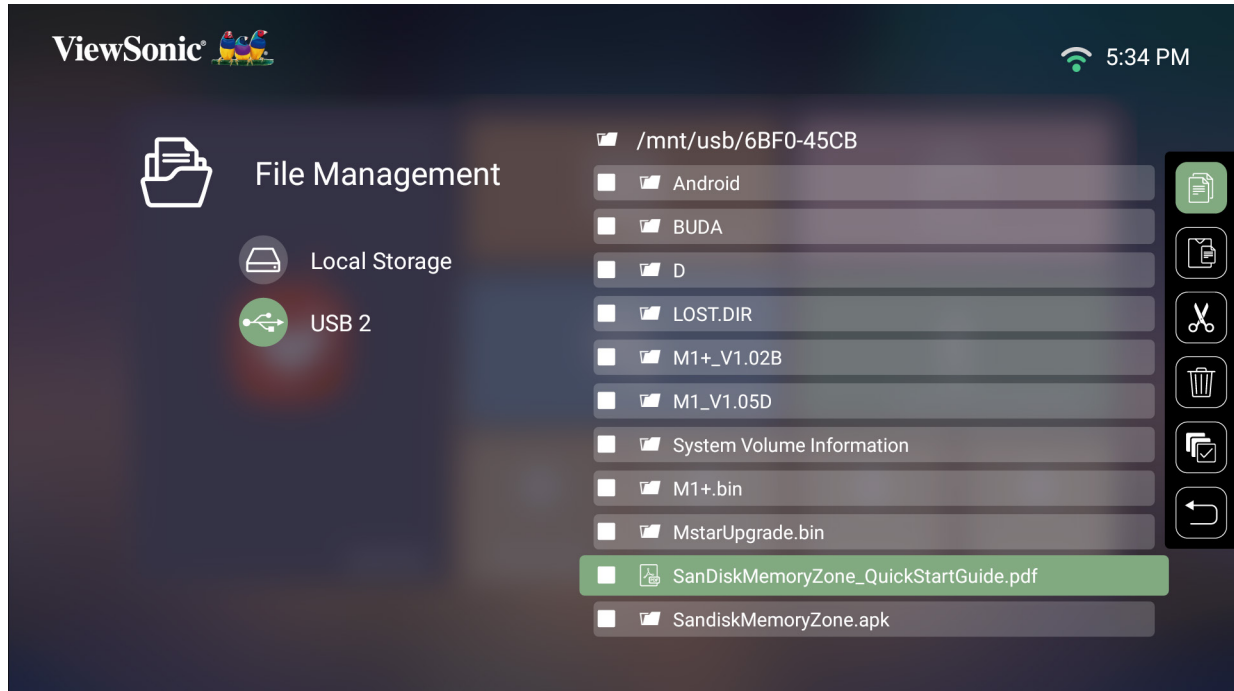 ViewSonic®
5:34 PM
File Management
Local Storage
USB 2
/mnt/usb/6BF0-45CB
Android
BUDA
D
LOST.DIR
M1+_V1.02B
M1_V1.05D
System Volume Information
M1+.bin
MstarUpgrade.bin
SanDiskMemoryZone_QuickStartGuide.pdf
SandiskMemoryZone.apk